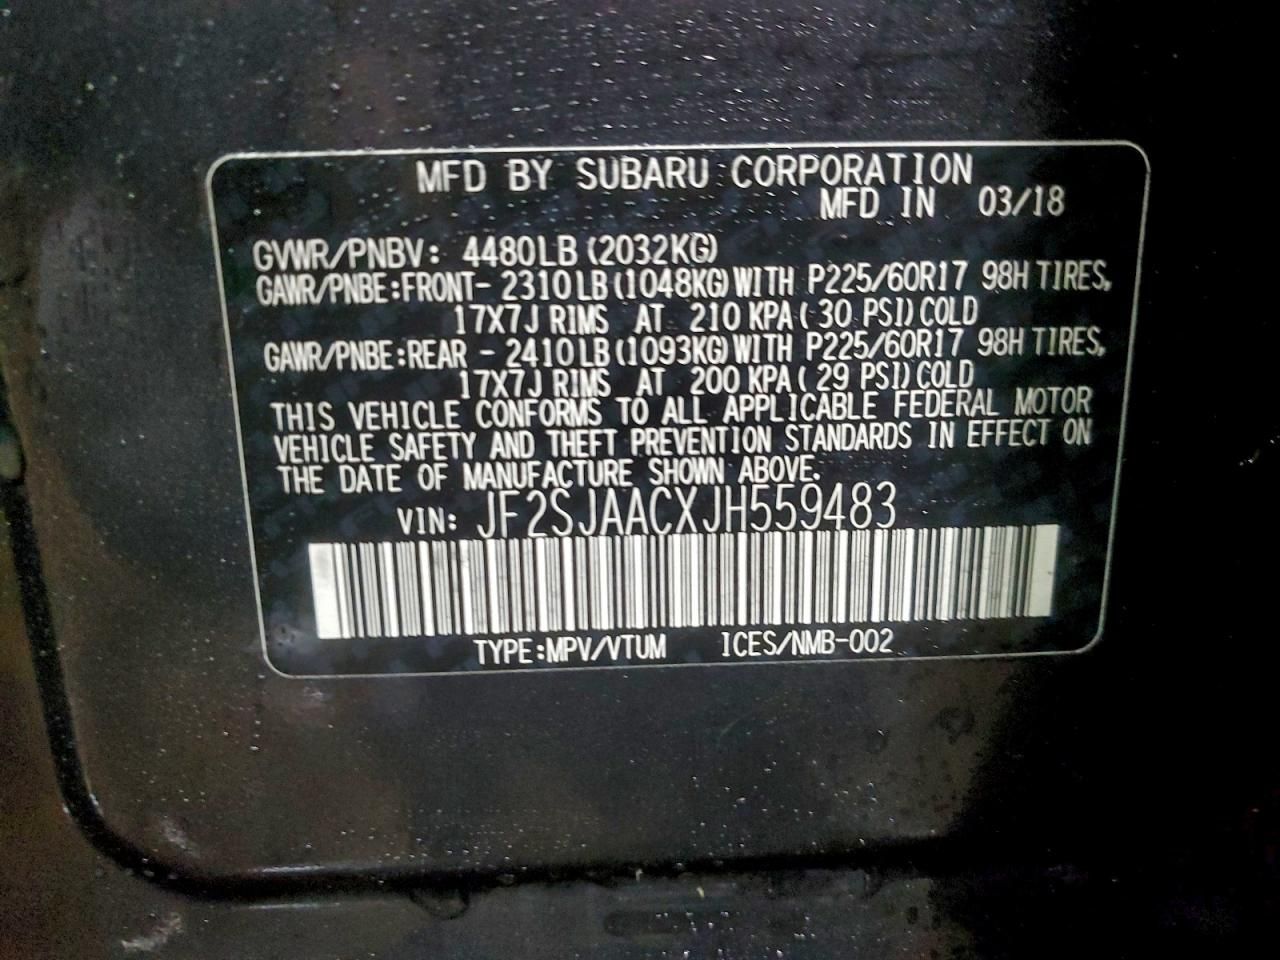 MFD BY SUBARU CORPORATION
MFD IN 03/18
GVWR/PNBV: 4480LB (2032KG)
GAWR/PNBE:FRONT- 2310LB (1048KG) WITH P225/60R17 98H TIRES,
17X7J RIMS AT 210 KPA ( 30 PSI) COLD
GAWR/PNBE:REAR - 2410LB (1093KG) WITH P225/60R17 98H TIRES,
17X7J RIMS AT 200 KPA ( 29 PSI) COLD
THIS VEHICLE CONFORMS TO ALL APPLICABLE FEDERAL MOTOR
VEHICLE SAFETY AND THEFT PREVENTION STANDARDS IN EFFECT ON
THE DATE OF MANUFACTURE SHOWN ABOVE.
VIN: JF2SJAACXJH559483
TYPE:MPV/VTUM ICES/NMB-002